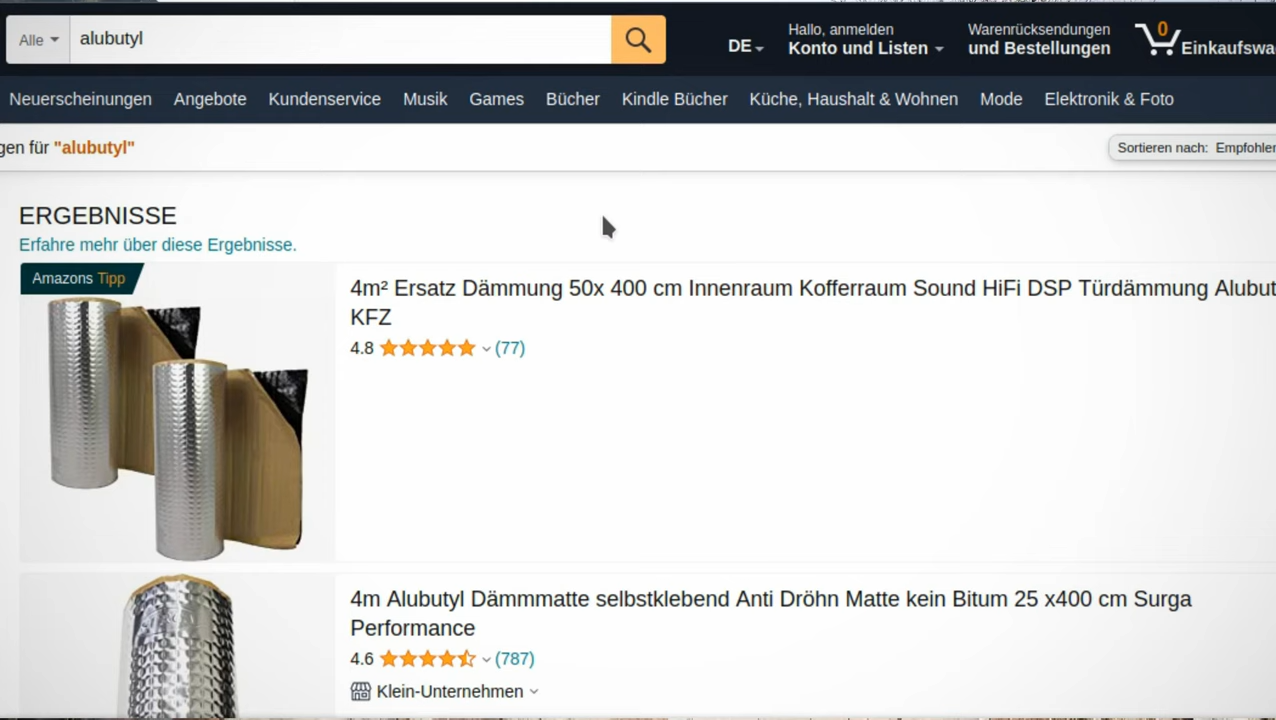 Alle
alubutyl
DE
Hallo, anmelden
Konto und Listen
Warenrücksendungen
und Bestellungen
0
Einkaufswa
Neuerscheinungen Angebote Kundenservice Musik Games Bücher Kindle Bücher Küche, Haushalt & Wohnen Mode Elektronik & Foto
gen für "alubutyl"
Sortieren nach: Empfohlen
ERGEBNISSE
Erfahre mehr über diese Ergebnisse.
Amazons Tipp
4m² Ersatz Dämmung 50x 400 cm Innenraum Kofferraum Sound HiFi DSP Türdämmung Alubut
KFZ
4.8 (77)
4m Alubutyl Dämmmatte selbstklebend Anti Dröhn Matte kein Bitum 25 x400 cm Surga
Performance
4.6 (787)
Klein-Unternehmen